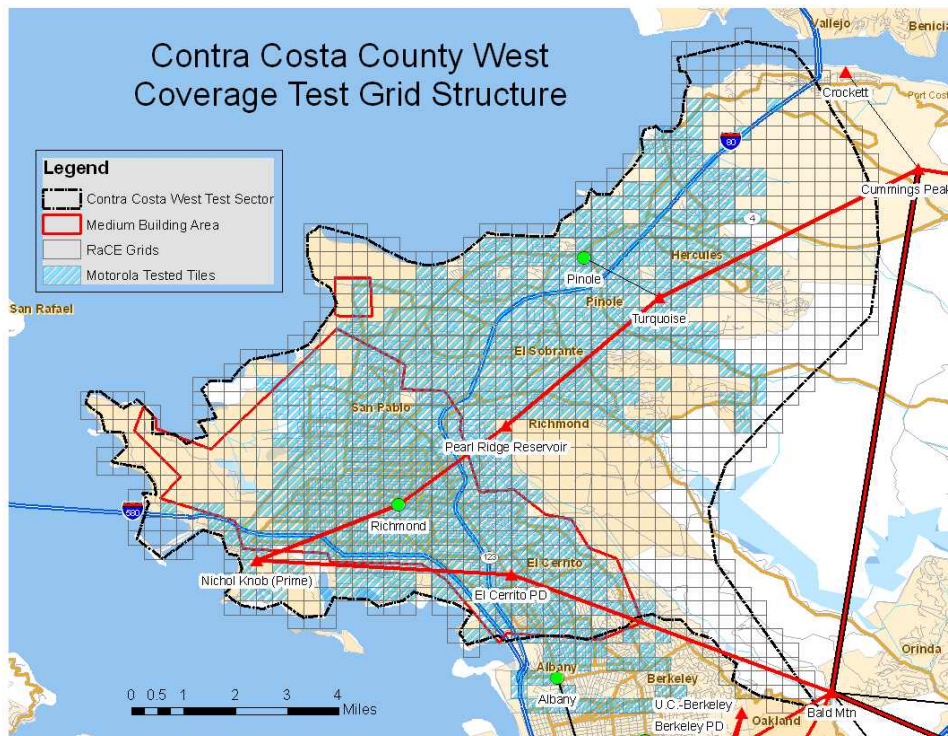 Contra Costa County West
Coverage Test Grid Structure
Legend
Contra Costa West Test Sector
Medium Building Area
RaCE Grids
Motorola Tested Tiles
Vallejo
Benicia
Crockett
Port Cost
80
Cummings Peak
4
Hercules
Pinole
Pinole
Turquoise
San Rafael
El Sobrante
San Pablo
Richmond
Pearl Ridge Reservoir
580
Richmond
123
El Cerrito
Nichol Knob (Prime)
El Cerrito PD
Orinda
Albany
Berkeley
Albany
U.C.-Berkeley
Bald Mtn
Berkeley PD
Oakland
0 0.5 1 2 3 4
Miles